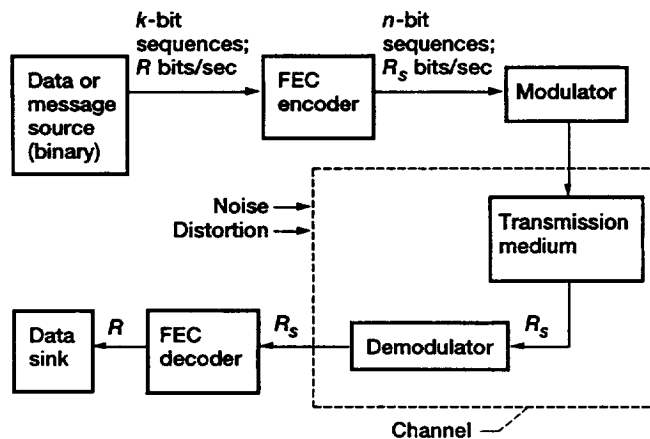 k-bit
sequences;
R bits/sec
n-bit
sequences;
Rs bits/sec
Data or
message
source
(binary)
FEC
encoder
Modulator
Noise
Distortion
Transmission
medium
Data
sink
R
FEC
decoder
Rs
Demodulator
Rs
Channel